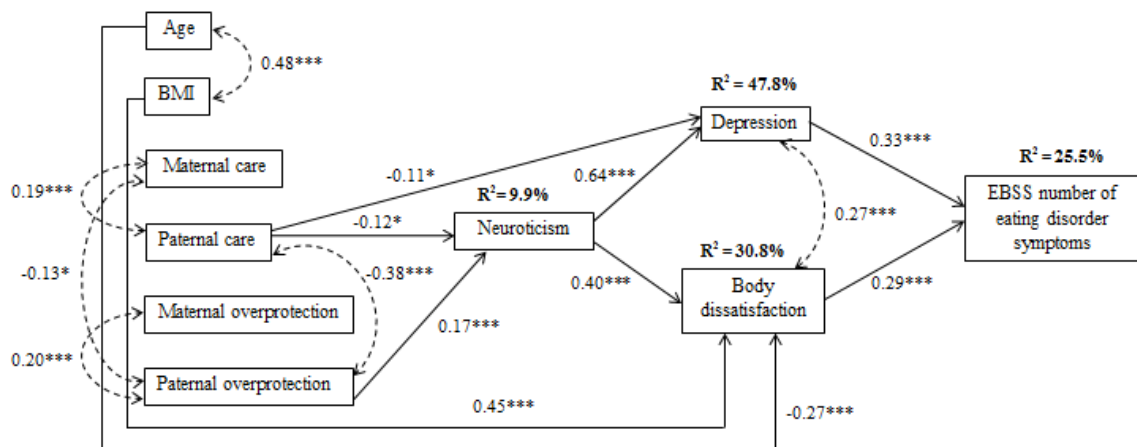 Age
0.48***
BMI
R² = 47.8%
Depression
0.33***
Maternal care
R² = 25.5%
-0.11*
0.64***
0.19***
R² = 9.9%
EBSS number of
eating disorder
symptoms
-0.12*
Paternal care
Neuroticism
0.27***
R² = 30.8%
-0.13*
-0.38***
0.40***
Body
dissatisfaction
0.29***
Maternal overprotection
0.17***
0.20***
Paternal overprotection
0.45***
-0.27***